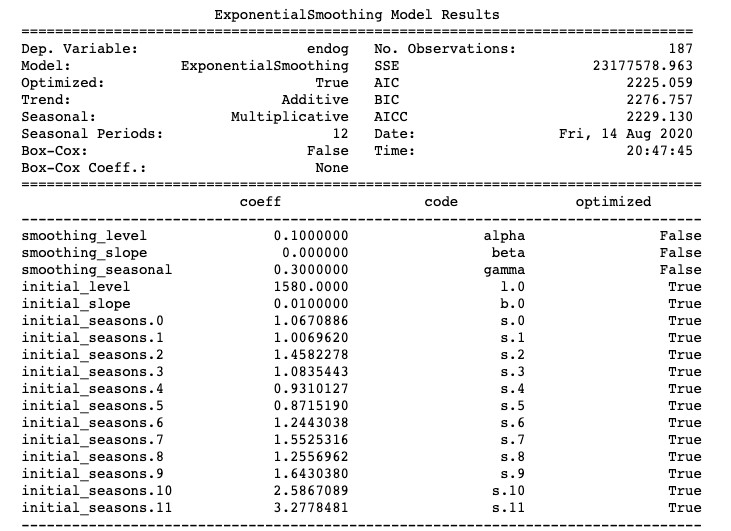 ExponentialSmoothing Model Results
================================================================================
Dep. Variable: endog No. Observations: 187
Model: ExponentialSmoothing SSE 23177578.963
Optimized: True AIC 2225.059
Trend: Additive BIC 2276.757
Seasonal: Multiplicative AICC 2229.130
Seasonal Periods: 12 Date: Fri, 14 Aug 2020
Box-Cox: False Time: 20:47:45
Box-Cox Coeff.: None
=================================================================================
coeff code optimized
---------------------------------------------------------------------------------
smoothing_level 0.1000000 alpha False
smoothing_slope 0.000000 beta False
smoothing_seasonal 0.3000000 gamma False
initial_level 1580.0000 l.0 True
initial_slope 0.0100000 b.0 True
initial_seasons.0 1.0670886 s.0 True
initial_seasons.1 1.0069620 s.1 True
initial_seasons.2 1.4582278 s.2 True
initial_seasons.3 1.0835443 s.3 True
initial_seasons.4 0.9310127 s.4 True
initial_seasons.5 0.8715190 s.5 True
initial_seasons.6 1.2443038 s.6 True
initial_seasons.7 1.5525316 s.7 True
initial_seasons.8 1.2556962 s.8 True
initial_seasons.9 1.6430380 s.9 True
initial_seasons.10 2.5867089 s.10 True
initial_seasons.11 3.2778481 s.11 True
---------------------------------------------------------------------------------